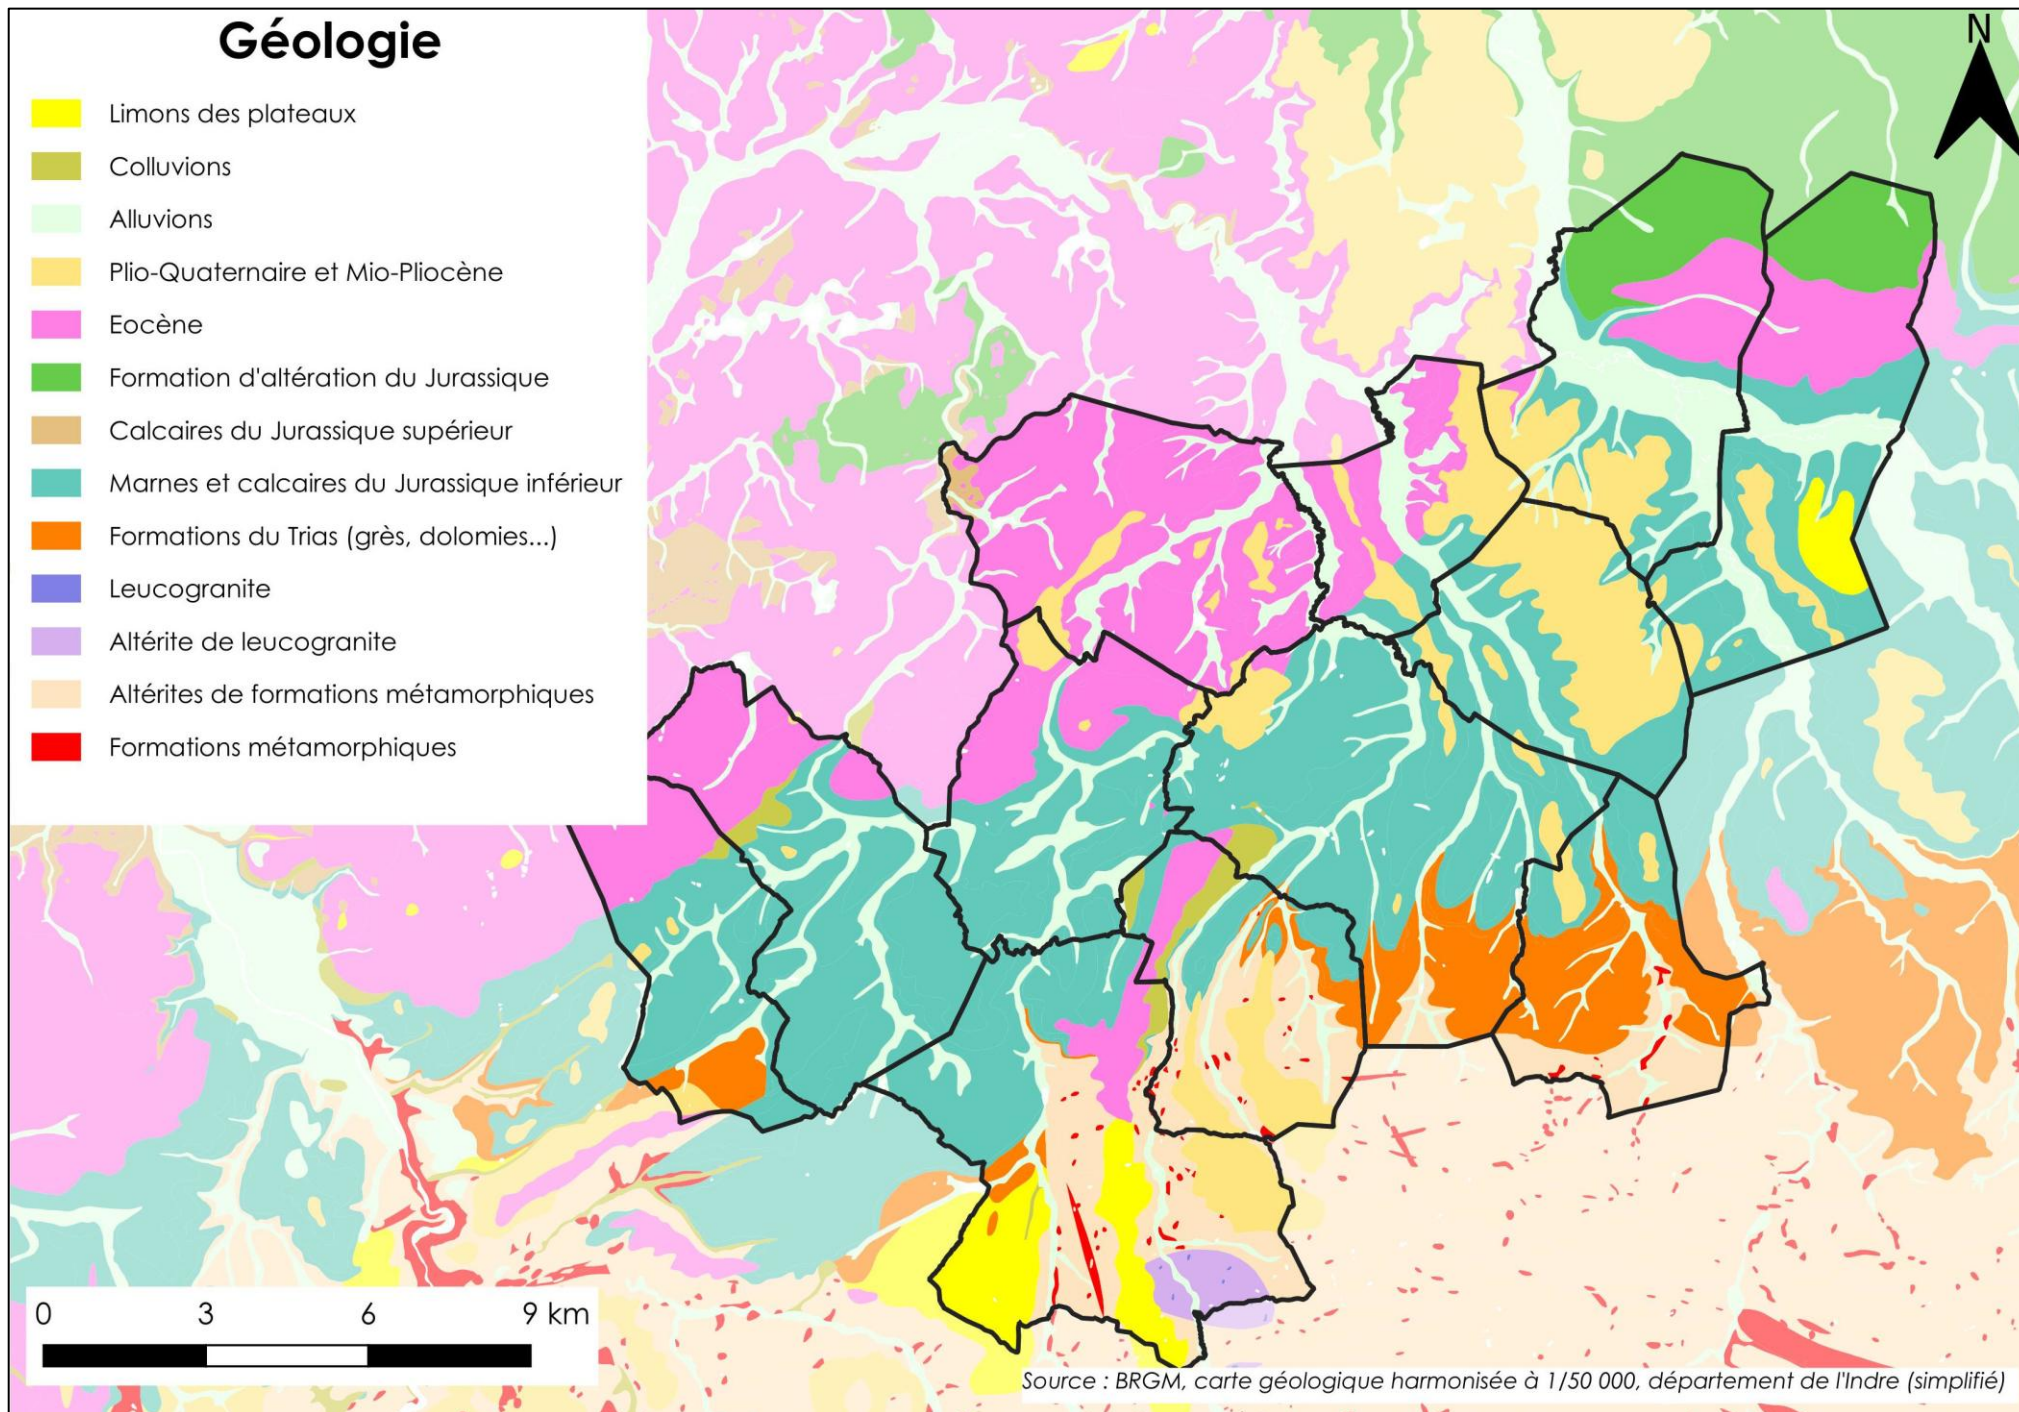 Géologie
N
Limons des plateaux
Colluvions
Alluvions
Plio-Quaternaire et Mio-Pliocène
Eocène
Formation d'altération du Jurassique
Calcaires du Jurassique supérieur
Marnes et calcaires du Jurassique inférieur
Formations du Trias (grès, dolomies...)
Leucogranite
Altérite de leucogranite
Altérites de formations métamorphiques
Formations métamorphiques
0 3 6 9 km
Source : BRGM, carte géologique harmonisée à 1/50 000, département de l'Indre (simplifié)